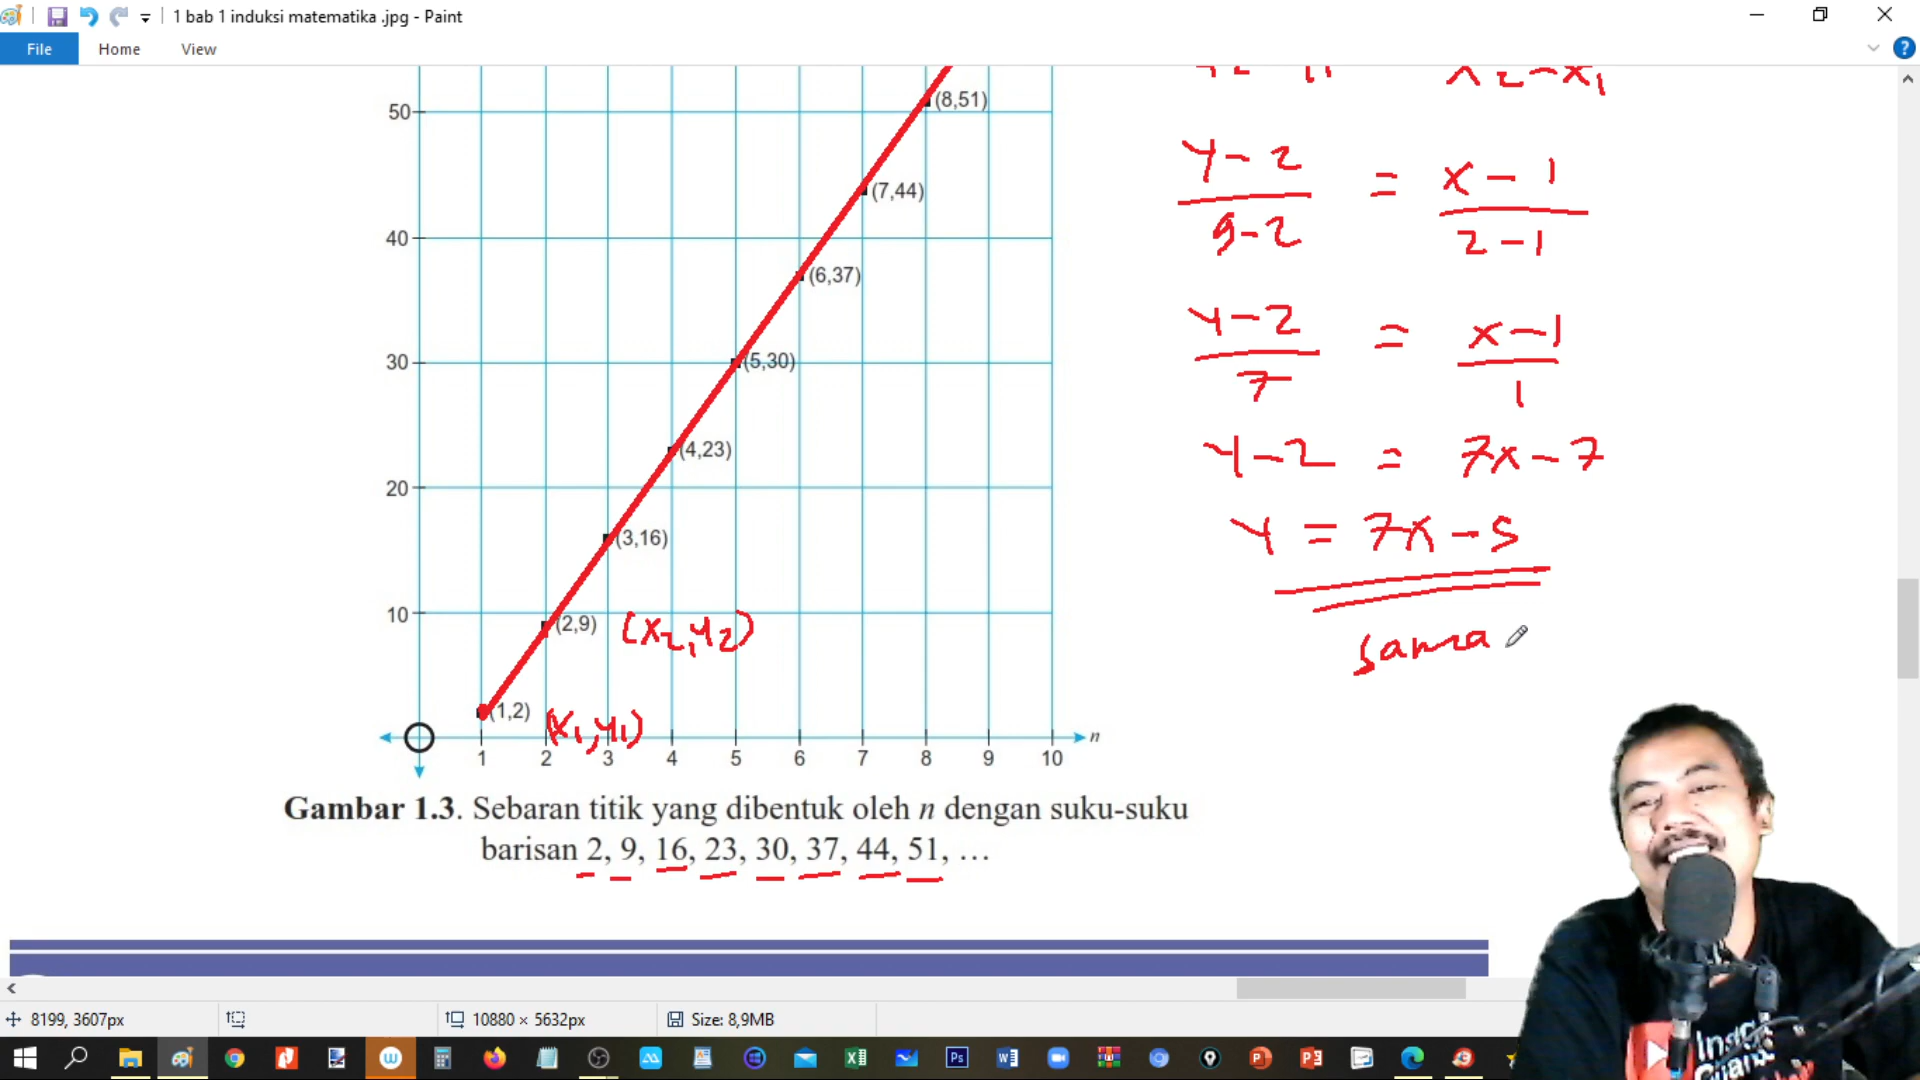 1 bab 1 induksi matematika .jpg - Paint
File Home View
50
40
30
20
10
(8,51)
(7,44)
(6,37)
(5,30)
(4,23)
(3,16)
(2,9) (x2,y2)
(1,2) (x1,y1)
1 2 3 4 5 6 7 8 9 10 n
x2-x1
y-2 = x-1
9-2 2-1
y-2 = x-1
7 1
y-2 = 7x-7
y = 7x-5
sama
Gambar 1.3. Sebaran titik yang dibentuk oleh n dengan suku-suku
barisan 2, 9, 16, 23, 30, 37, 44, 51, …
8199, 3607px 10880 × 5632px Size: 8,9MB